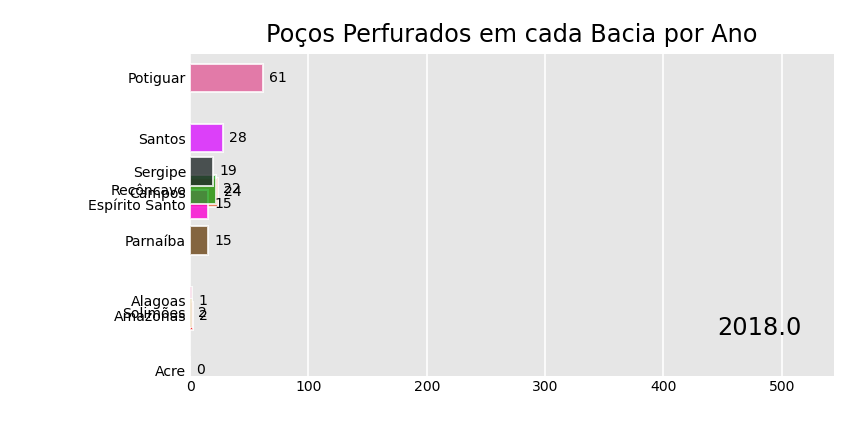 Poços Perfurados em cada Bacia por Ano
Potiguar 61
Santos 28
Sergipe 19
Recôncavo 22
Campos 24
Espírito Santo 15
Parnaíba 15
Alagoas 1
Solimões 2
Amazonas 2
2018.0
Acre 0
0 100 200 300 400 500